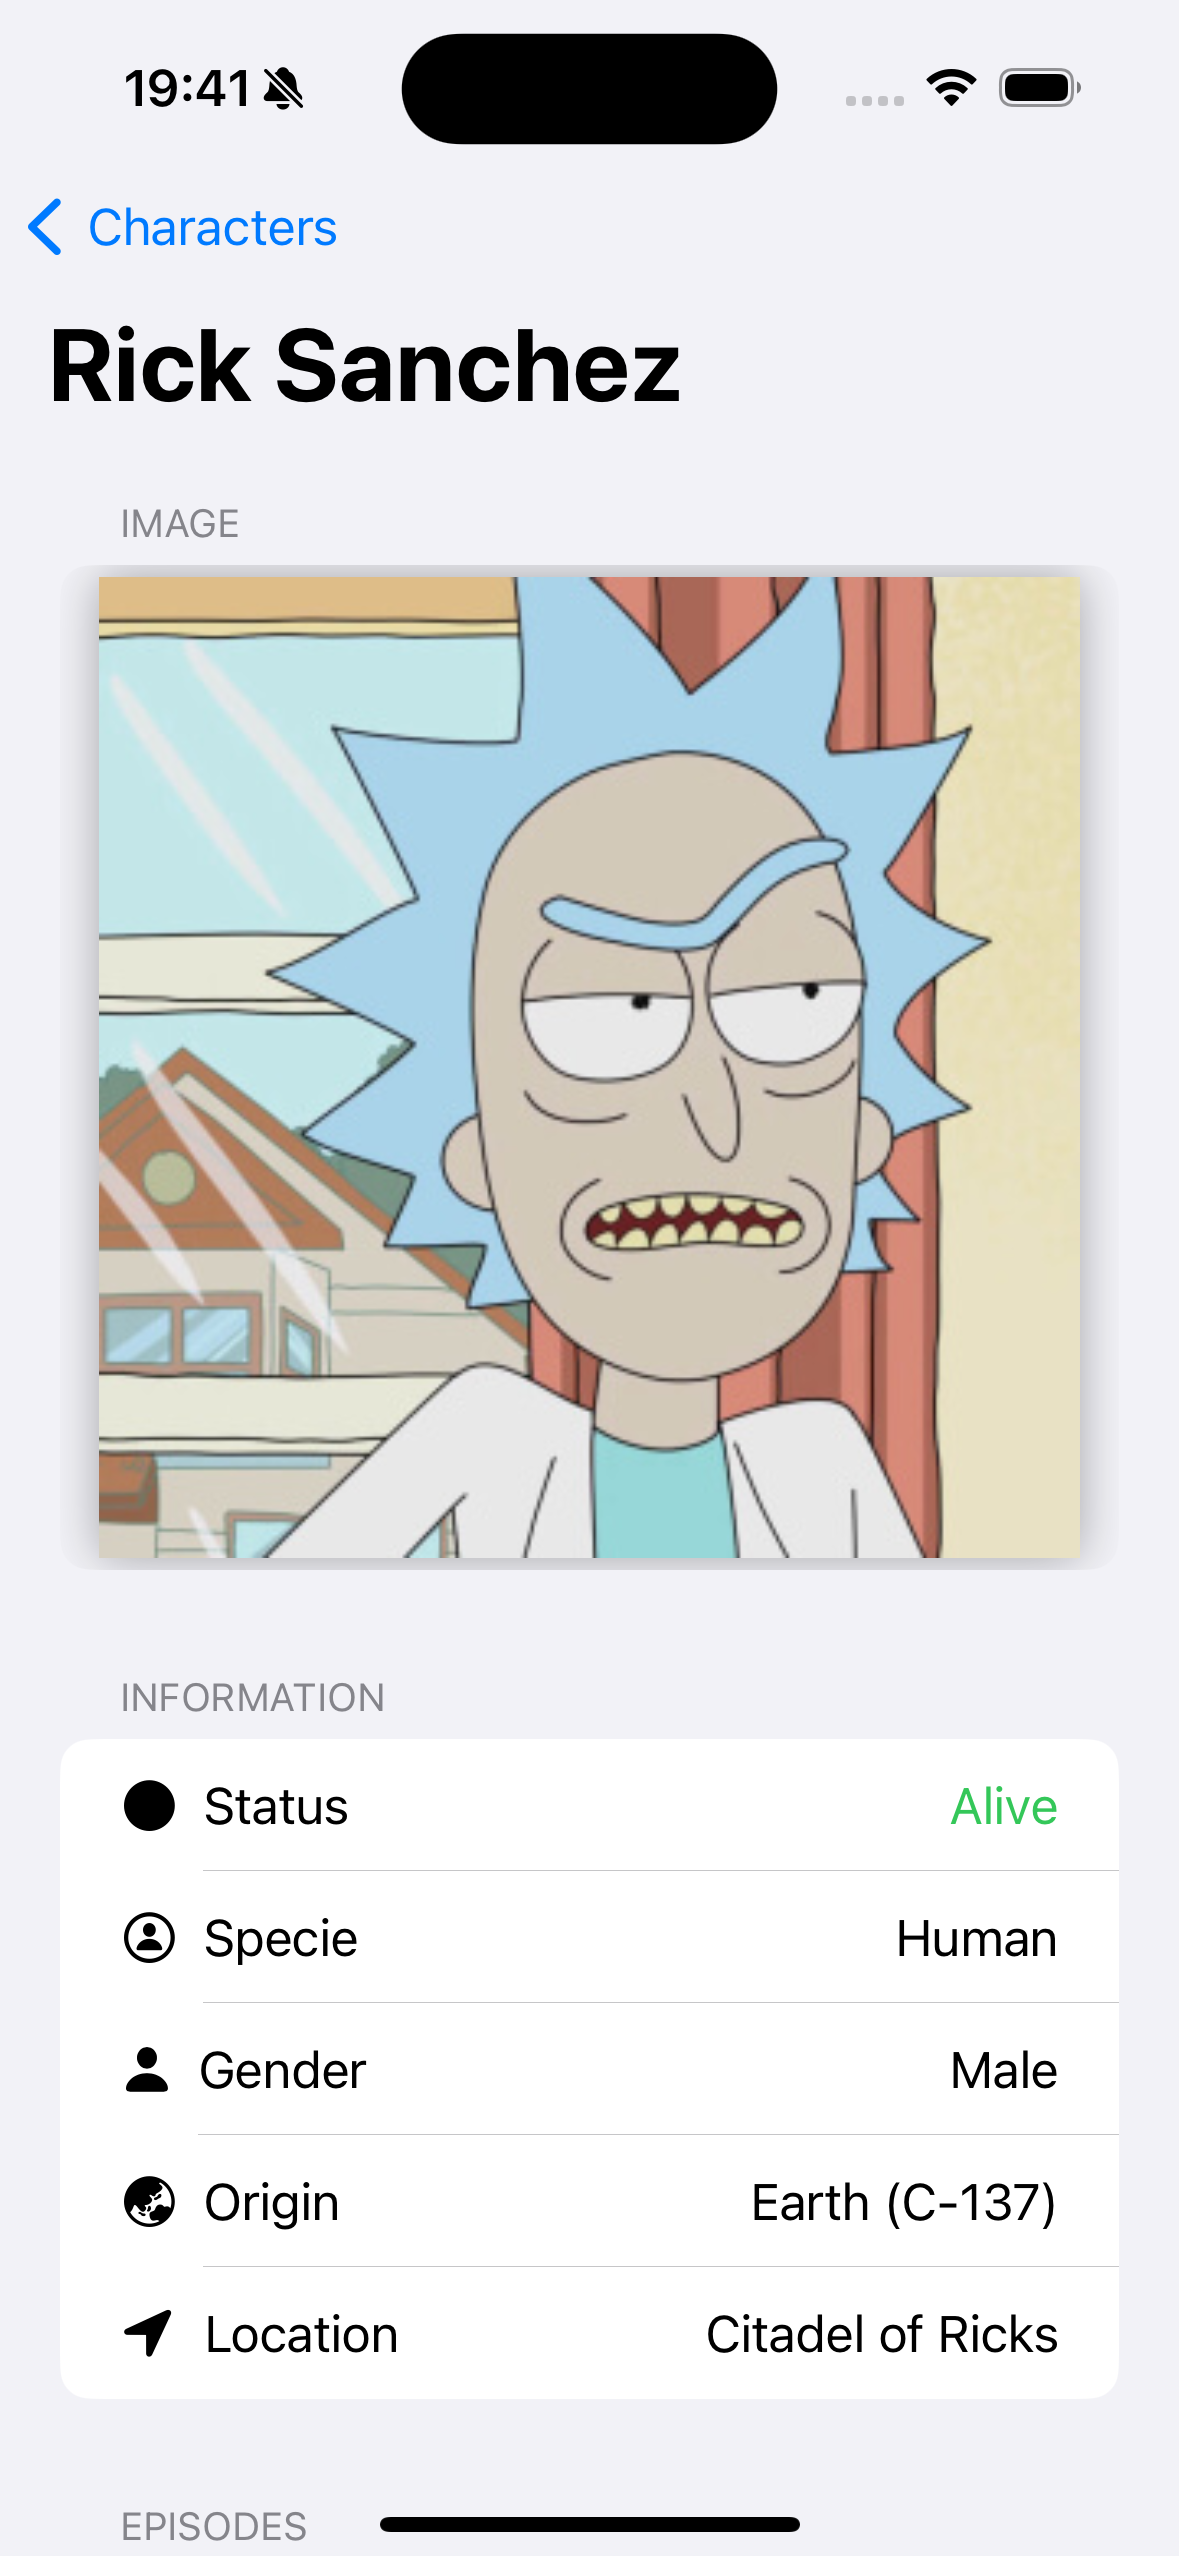 19:41
Characters
Rick Sanchez
IMAGE
INFORMATION
Status Alive
Specie Human
Gender Male
Origin Earth (C-137)
Location Citadel of Ricks
EPISODES